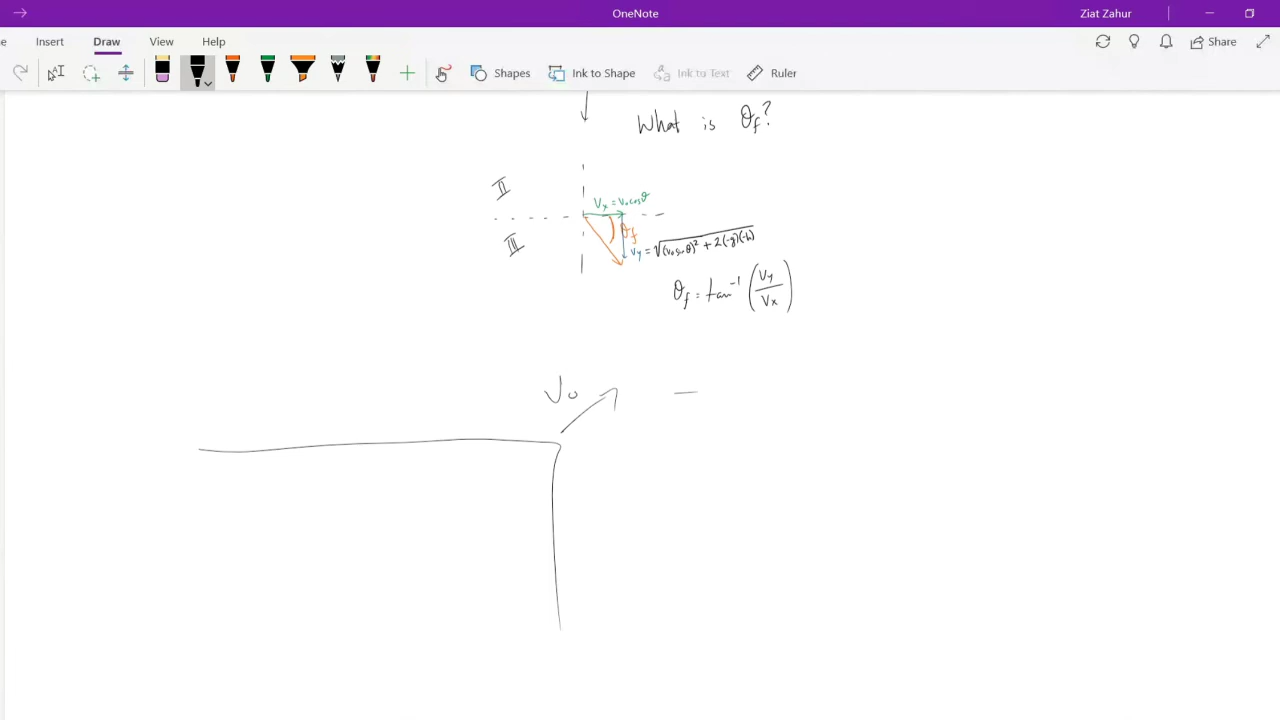 OneNote
Ziat Zahur
Insert
Draw
View
Help
Share
Shapes
Ink to Shape
Ink to Text
Ruler
What is θf?
II
Vx = v₀cosθ
III
θf
vy = √(v₀sinθ)² + 2(-g)(-h)
θf = tan⁻¹ (Vy/Vx)
V₀